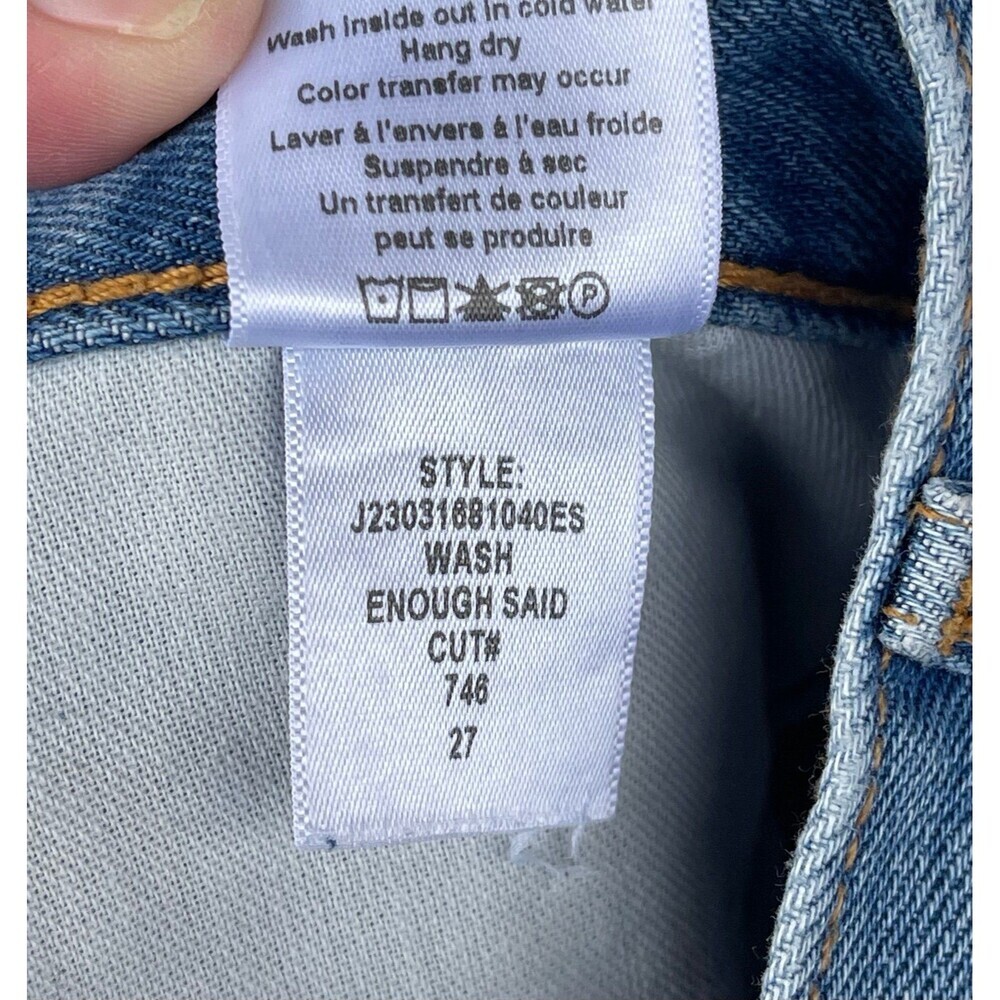 Wash inside out in cold water
Hang dry
Color transfer may occur
Laver á l'envers á l'eau froide
Suspendre á sec
Un transfert de couleur
peut se produire
P
STYLE:
J23031681040ES
WASH
ENOUGH SAID
CUT#
746
27